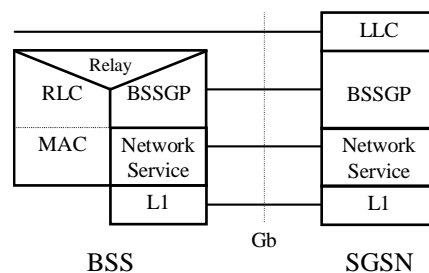 LLC
Relay
RLC
BSSGP
BSSGP
MAC
Network
Service
Network
Service
L1
L1
Gb
BSS
SGSN